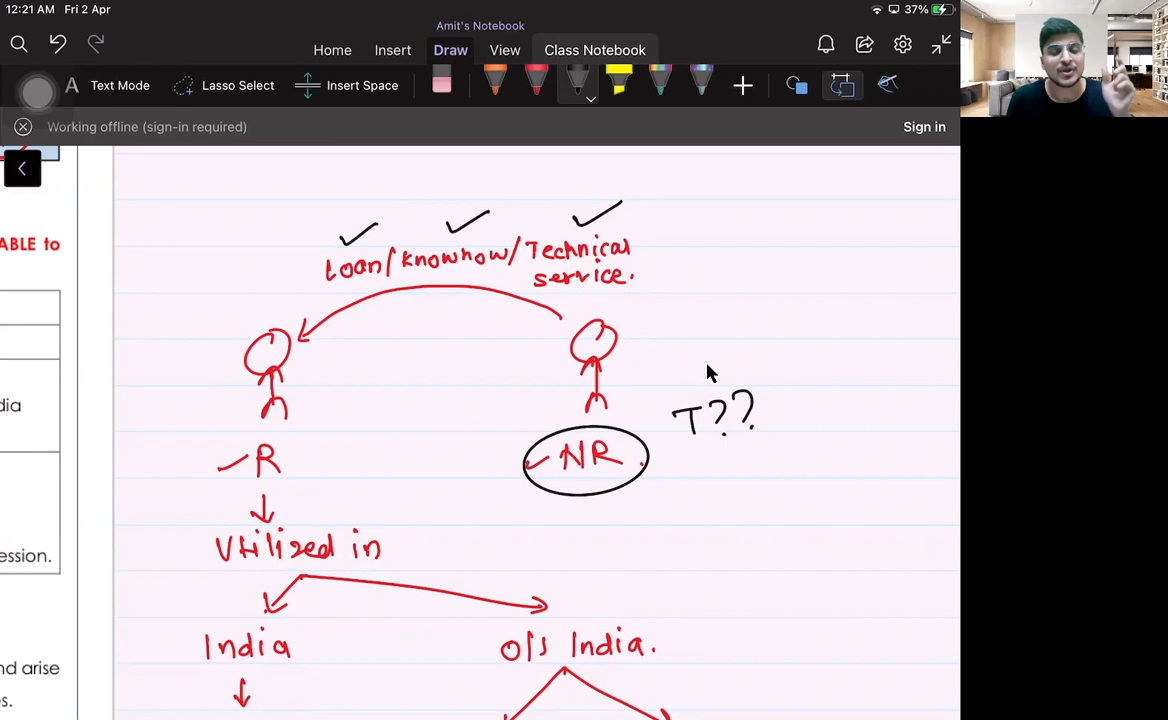 12:21 AM Fri 2 Apr
37%
Amit's Notebook
Home Insert Draw View Class Notebook
A Text Mode Lasso Select Insert Space
Working offline (sign-in required) Sign in
ABLE to
dia
ession.
nd arise
s.
Loan/knowhow/Technical
service.
T??
R
NR
Utilized in
India
O/s India.